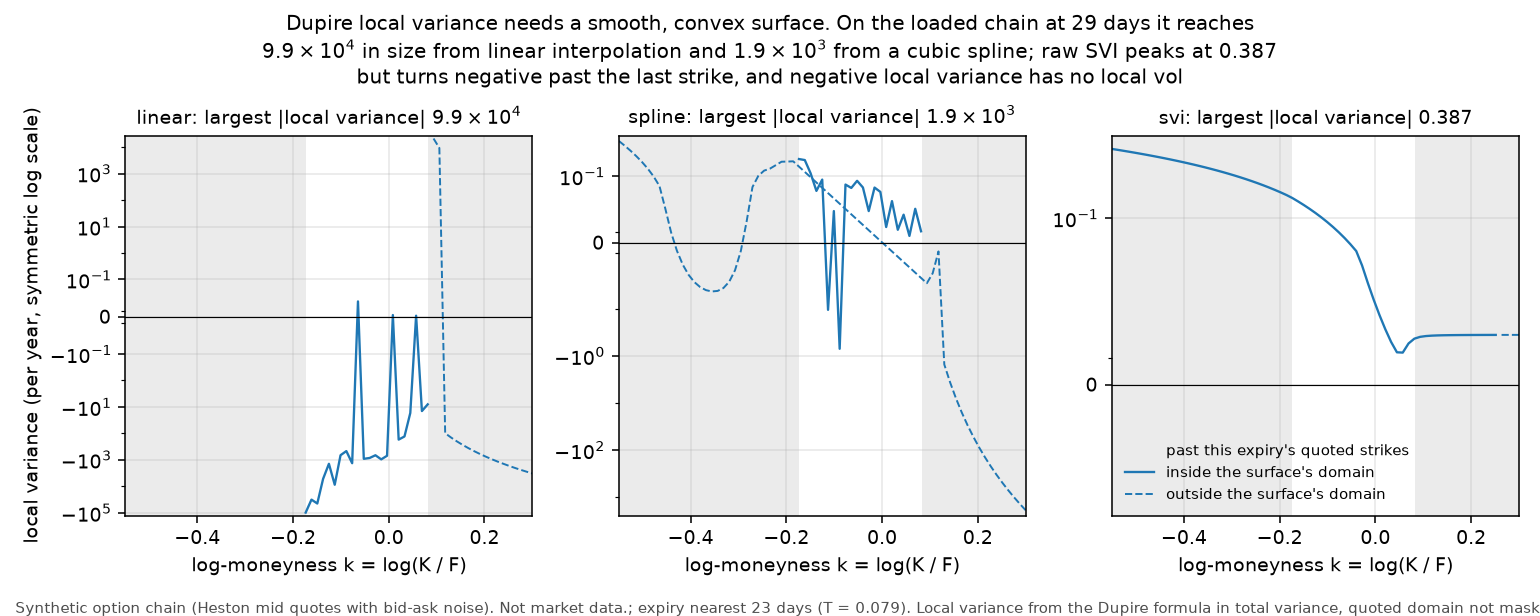 Dupire local variance needs a smooth, convex surface. On the loaded chain at 29 days it reaches
9.9 × 10⁴ in size from linear interpolation and 1.9 × 10³ from a cubic spline; raw SVI peaks at 0.387
but turns negative past the last strike, and negative local variance has no local vol
local variance (per year, symmetric log scale)
linear: largest |local variance| 9.9 × 10⁴
10³
10¹
10⁻¹
0
−10⁻¹
−10¹
−10³
−10⁵
−0.4 −0.2 0.0 0.2
log-moneyness k = log(K / F)
spline: largest |local variance| 1.9 × 10³
10⁻¹
0
−10⁰
−10²
−0.4 −0.2 0.0 0.2
log-moneyness k = log(K / F)
svi: largest |local variance| 0.387
10⁻¹
0
past this expiry's quoted strikes
inside the surface's domain
outside the surface's domain
−0.4 −0.2 0.0 0.2
log-moneyness k = log(K / F)
Synthetic option chain (Heston mid quotes with bid-ask noise). Not market data.; expiry nearest 23 days (T = 0.079). Local variance from the Dupire formula in total variance, quoted domain not mask